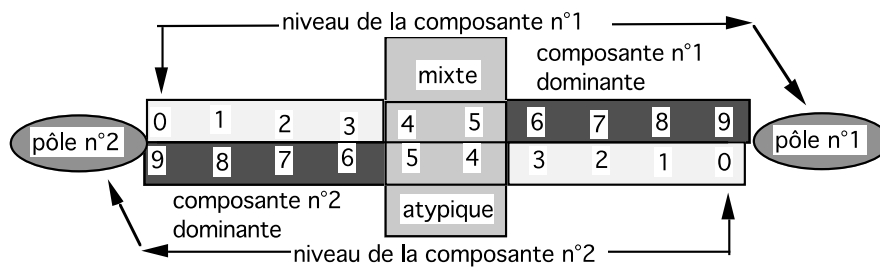 niveau de la composante n°1
mixte
composante n°1
dominante
0 1 2 3 4 5 6 7 8 9
pôle n°2
pôle n°1
9 8 7 6 5 4 3 2 1 0
composante n°2
dominante
atypique
niveau de la composante n°2